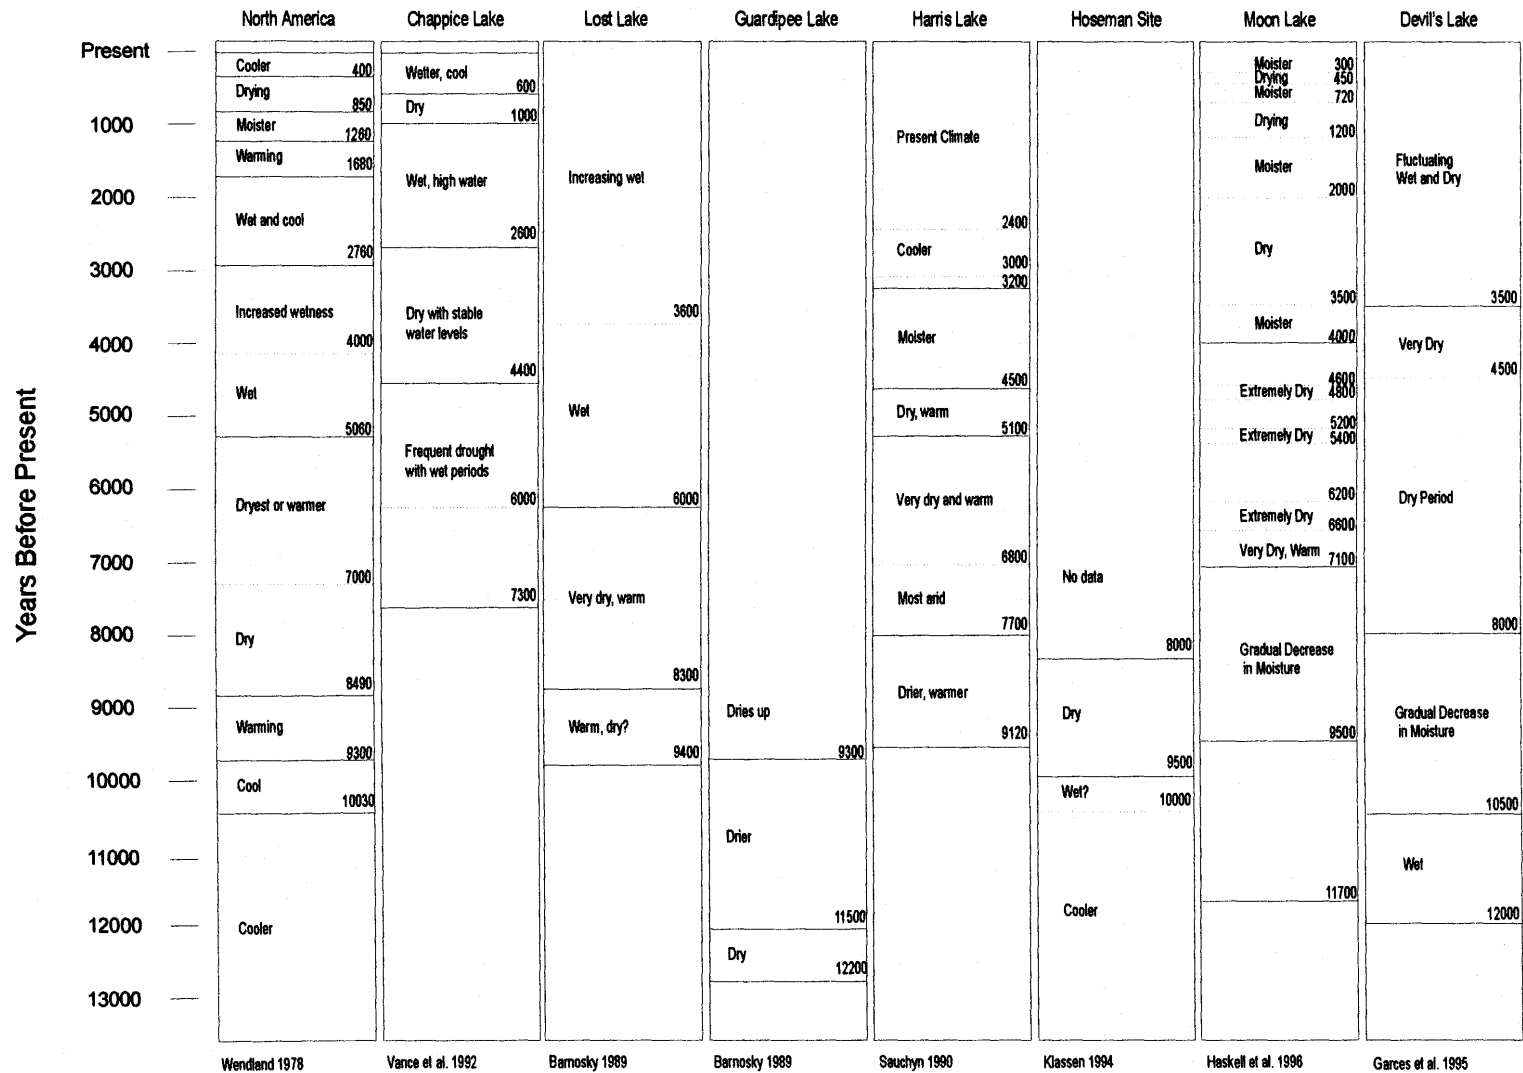 North America
Chappice Lake
Lost Lake
Guardipee Lake
Harris Lake
Hoseman Site
Moon Lake
Devil's Lake
Years Before Present
Present
1000
2000
3000
4000
5000
6000
7000
8000
9000
10000
11000
12000
13000
Cooler
400
Drying
850
Moister
1260
Warming
1680
Wet and cool
2760
Increased wetness
4000
Wet
5060
Dryest or warmer
7000
Dry
8490
Warming
9300
Cool
10030
Cooler
Wendland 1978
Wetter, cool
600
Dry
1000
Wet, high water
2600
Dry with stable
water levels
4400
Frequent drought
with wet periods
6000
7300
Vance et al. 1992
Increasing wet
3600
Wet
6000
Very dry, warm
8300
Warm, dry?
9400
Barnosky 1989
Dries up
9300
Drier
11500
Dry
12200
Barnosky 1989
Present Climate
2400
Cooler
3000
3200
Moister
4500
Dry, warm
5100
Very dry and warm
6800
Most arid
7700
Drier, warmer
9120
Sauchyn 1990
No data
8000
Dry
9500
Wet?
10000
Cooler
Klassen 1994
Moister 300
Drying 450
Moister 720
Drying
1200
Moister
2000
Dry
3500
Moister
4000
4600
Extremely Dry 4800
5200
Extremely Dry 5400
6200
Extremely Dry
6600
Very Dry, Warm 7100
Gradual Decrease
in Moisture
9500
11700
Haskell et al. 1996
Fluctuating
Wet and Dry
3500
Very Dry
4500
Dry Period
8000
Gradual Decrease
in Moisture
10500
Wet
12000
Garces et al. 1995